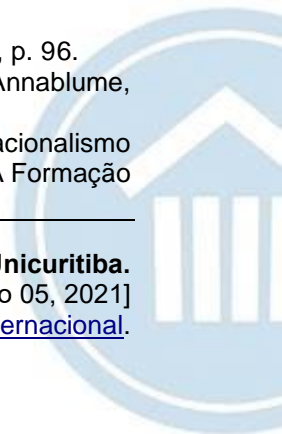 , p. 96.
Annablume,
acionalismo
A Formação
Unicuritiba.
o 05, 2021]
ernacional.